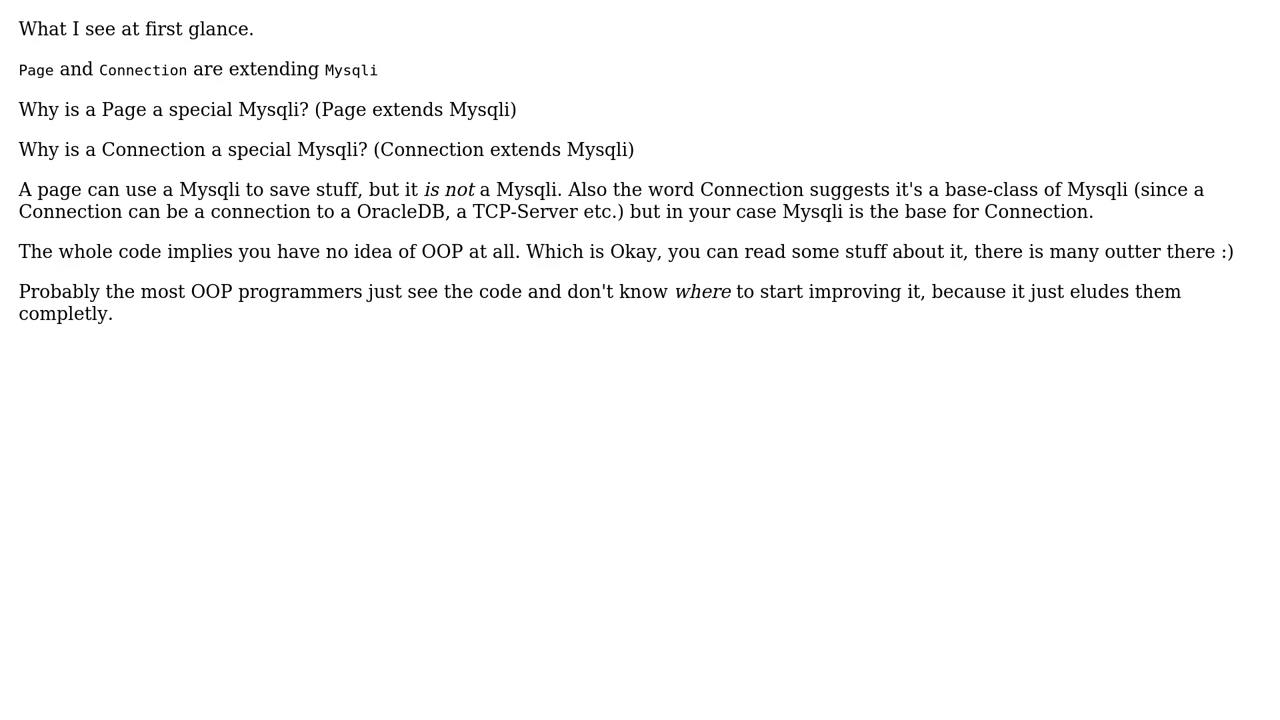 What I see at first glance.
Page and Connection are extending Mysqli
Why is a Page a special Mysqli? (Page extends Mysqli)
Why is a Connection a special Mysqli? (Connection extends Mysqli)
A page can use a Mysqli to save stuff, but it is not a Mysqli. Also the word Connection suggests it's a base-class of Mysqli (since a
Connection can be a connection to a OracleDB, a TCP-Server etc.) but in your case Mysqli is the base for Connection.
The whole code implies you have no idea of OOP at all. Which is Okay, you can read some stuff about it, there is many outter there :)
Probably the most OOP programmers just see the code and don't know where to start improving it, because it just eludes them
completly.